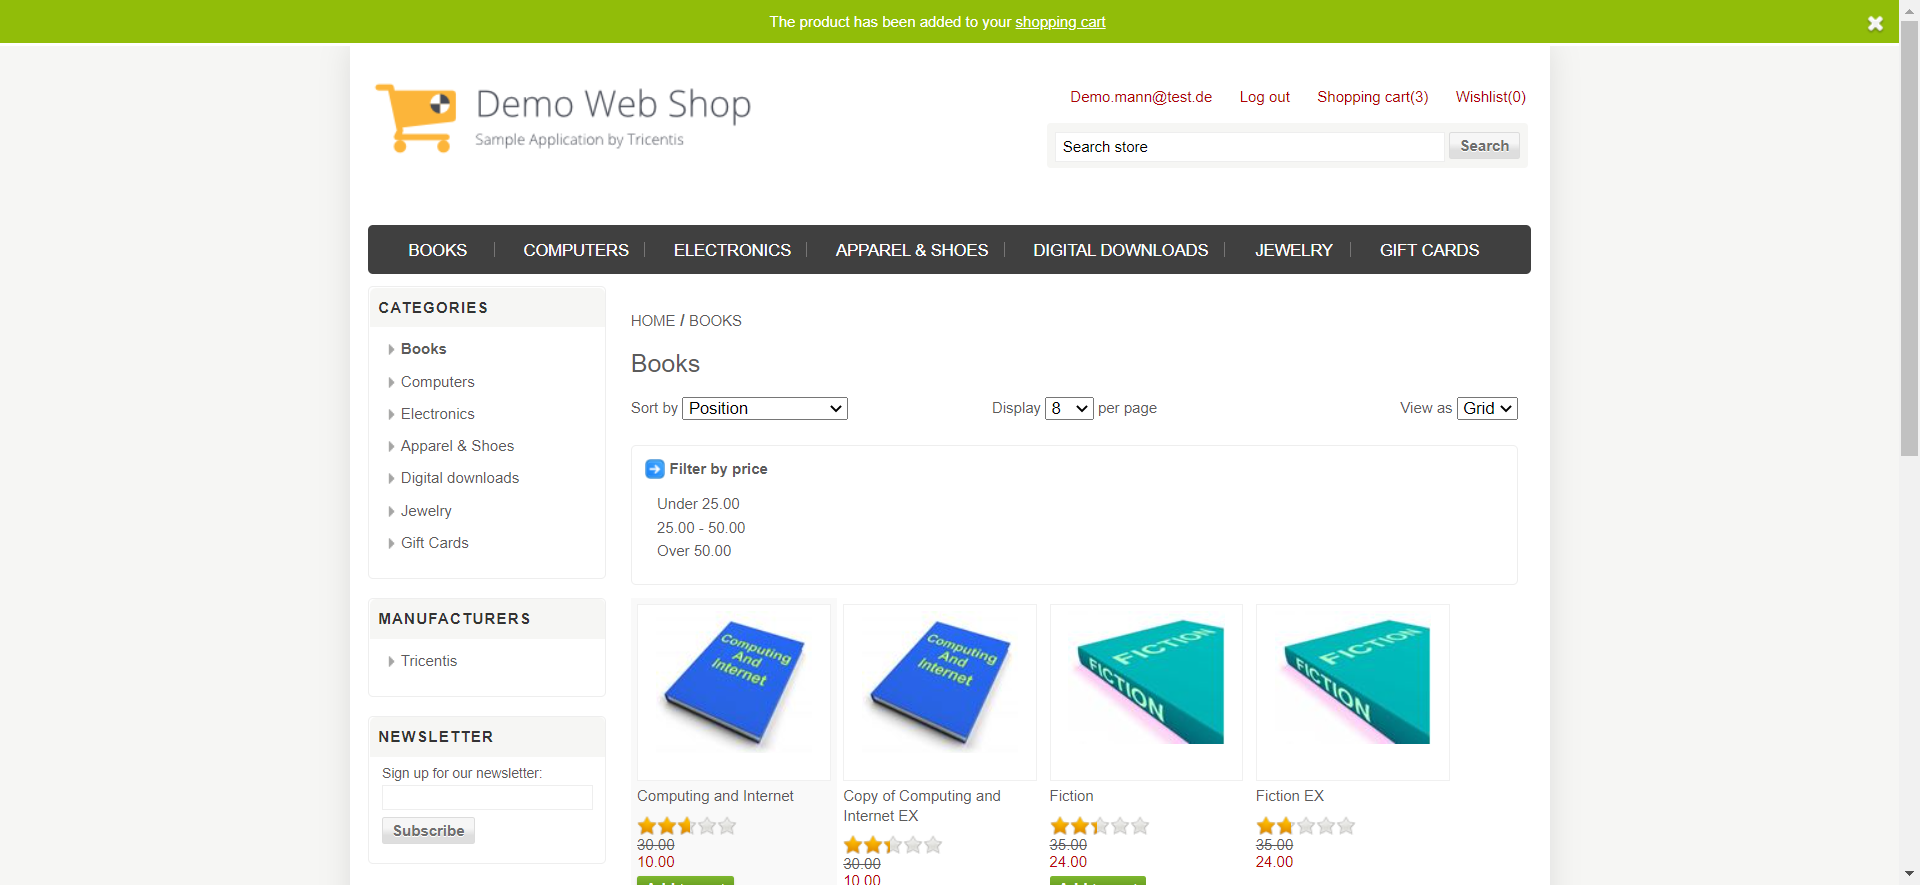 The product has been added to your shopping cart
Demo Web Shop
Sample Application by Tricentis
Demo.mann@test.de Log out Shopping cart(3) Wishlist(0)
Search store Search
BOOKS COMPUTERS ELECTRONICS APPAREL & SHOES DIGITAL DOWNLOADS JEWELRY GIFT CARDS
CATEGORIES
Books
Computers
Electronics
Apparel & Shoes
Digital downloads
Jewelry
Gift Cards
MANUFACTURERS
Tricentis
NEWSLETTER
Sign up for our newsletter:
Subscribe
HOME / BOOKS
Books
Sort by Position Display 8 per page View as Grid
Filter by price
Under 25.00
25.00 - 50.00
Over 50.00
Computing
And
Internet
Computing and Internet
30.00
10.00
Computing
And
Internet
Copy of Computing and
Internet EX
30.00
10.00
FICTION
FICTION
Fiction
35.00
24.00
FICTION
FICTION
Fiction EX
35.00
24.00